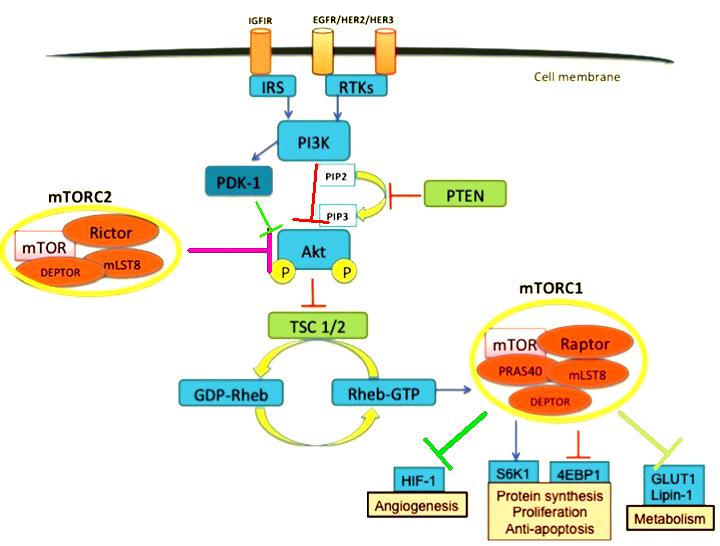 IGFIR
EGFR/HER2/HER3
Cell membrane
IRS
RTKs
PI3K
PIP2
PDK-1
PTEN
PIP3
mTORC2
Rictor
mTOR
mLST8
DEPTOR
Akt
P
P
TSC 1/2
mTORC1
mTOR
Raptor
PRAS40
mLST8
DEPTOR
GDP-Rheb
Rheb-GTP
HIF-1
Angiogenesis
S6K1
4EBP1
Protein synthesis
Proliferation
Anti-apoptosis
GLUT1
Lipin-1
Metabolism